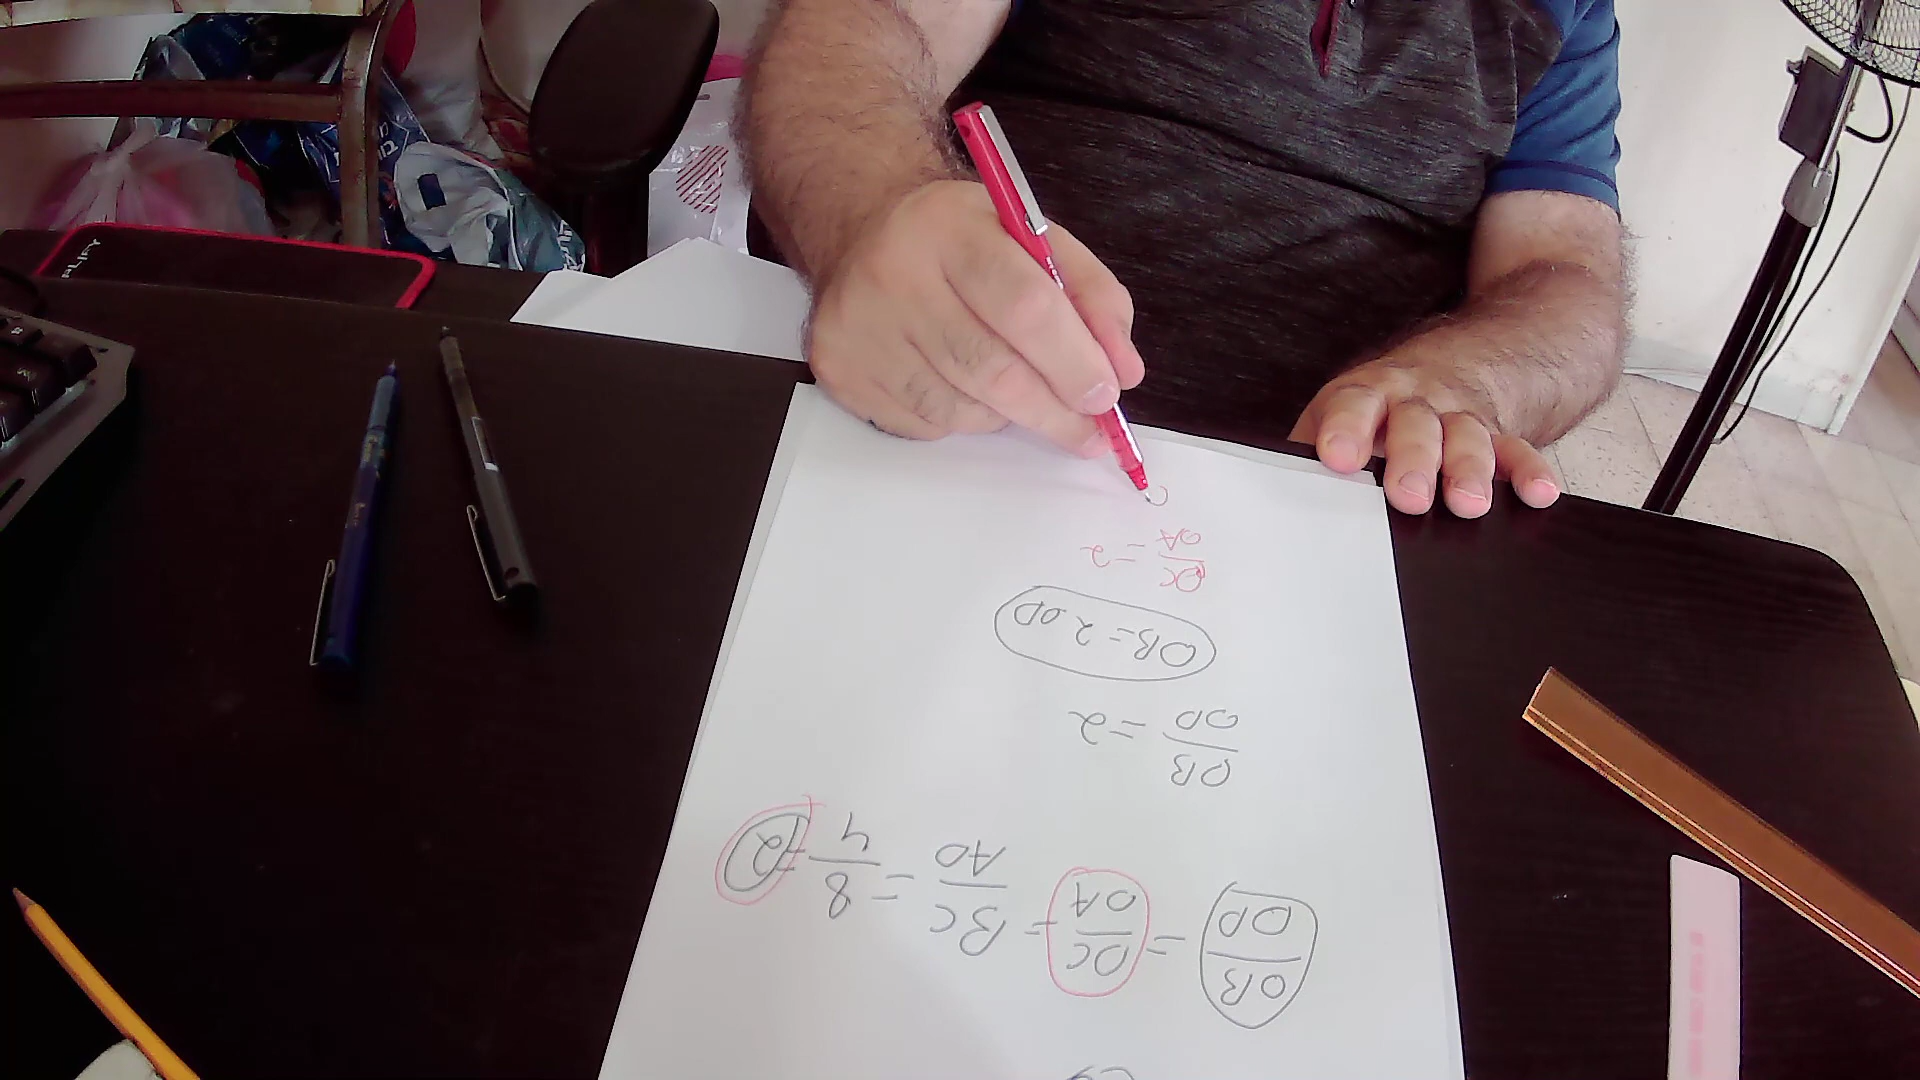 OB/OD = OC/OA = BC/AD = 8/4 = 2
OB/OD = 2
OB = 2 OD
OC/OA = 2